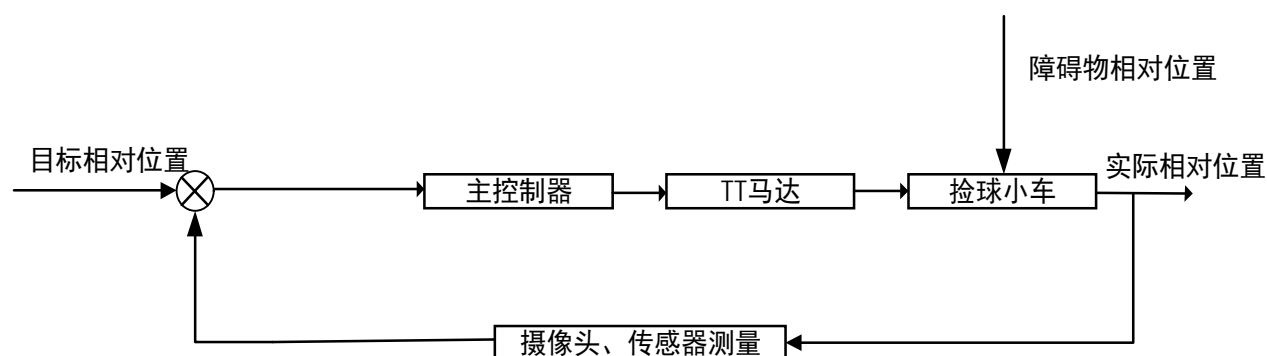 障碍物相对位置
目标相对位置
实际相对位置
主控制器
TT马达
捡球小车
摄像头、传感器测量